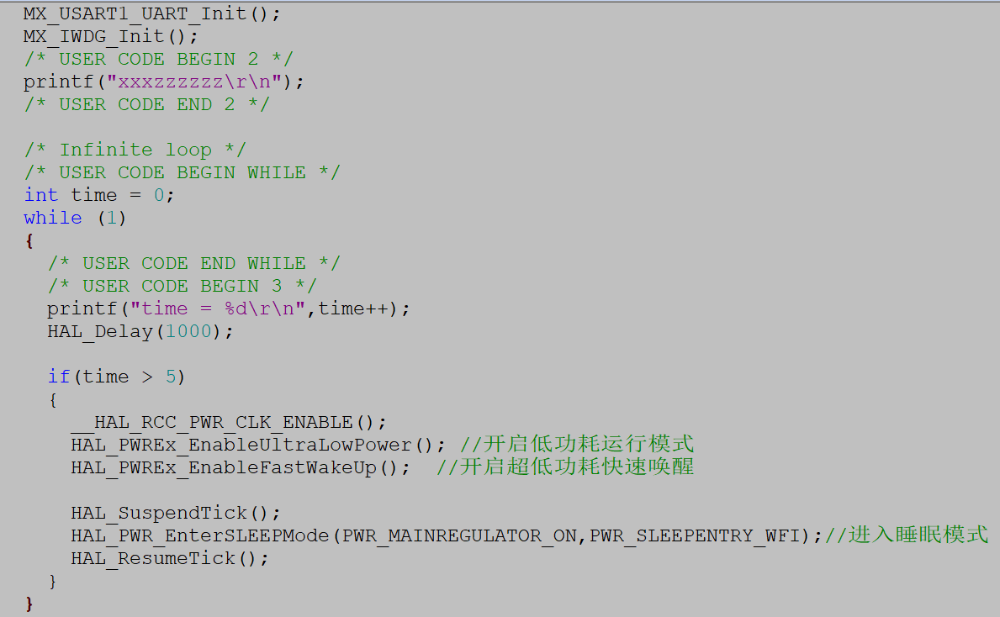 MX_USART1_UART_Init();
MX_IWDG_Init();
/* USER CODE BEGIN 2 */
printf("xxxzzzzzz\r\n");
/* USER CODE END 2 */
/* Infinite loop */
/* USER CODE BEGIN WHILE */
int time = 0;
while (1)
{
/* USER CODE END WHILE */
/* USER CODE BEGIN 3 */
printf("time = %d\r\n",time++);
HAL_Delay(1000);
if(time > 5)
{
__HAL_RCC_PWR_CLK_ENABLE();
HAL_PWREx_EnableUltraLowPower(); //开启低功耗运行模式
HAL_PWREx_EnableFastWakeUp(); //开启超低功耗快速唤醒
HAL_SuspendTick();
HAL_PWR_EnterSLEEPMode(PWR_MAINREGULATOR_ON,PWR_SLEEPENTRY_WFI);//进入睡眠模式
HAL_ResumeTick();
}
}